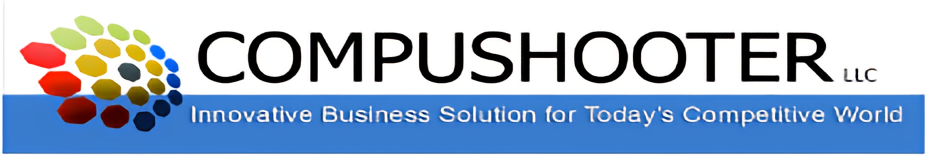 COMPUSHOOTER LLC
Innovative Business Solution for Today's Competitive World